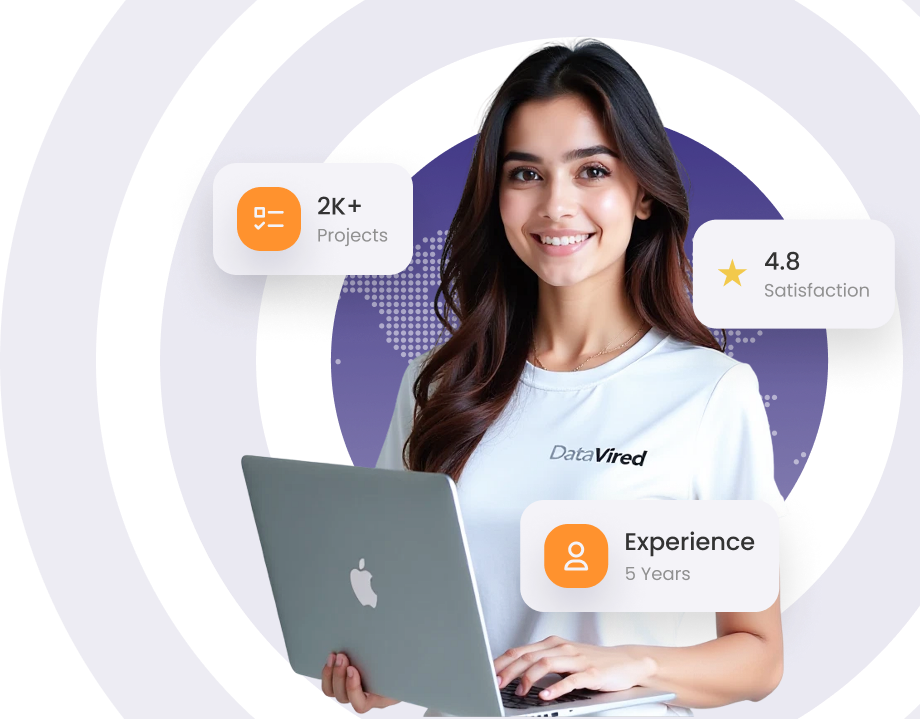 2K+
Projects
4.8
Satisfaction
DataVired
Experience
5 Years